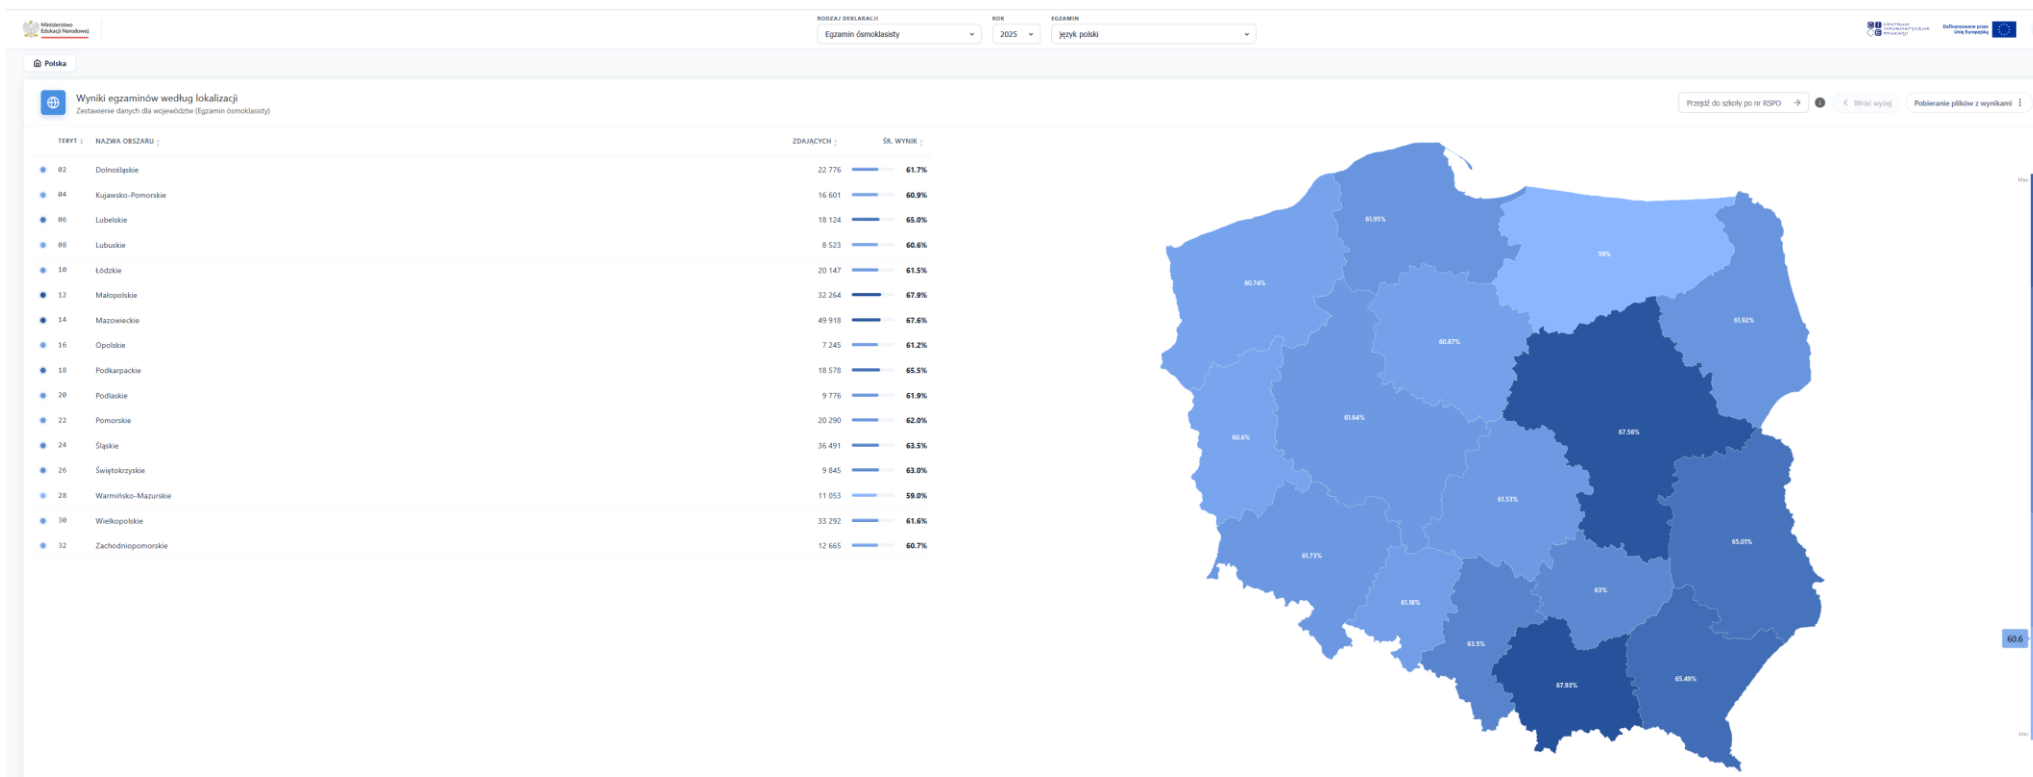 Ministerstwo
Edukacji Narodowej
RODZAJ DEKLARACJI
Egzamin ósmoklasisty
ROK
2025
EGZAMIN
język polski
CENTRUM
INFORMATYCZNE
EDUKACJI
Dofinansowane przez
Unię Europejską
Polska
Wyniki egzaminów według lokalizacji
Zestawienie danych dla województw (Egzamin ósmoklasisty)
Przejdź do szkoły po nr RSPO
Wróć wyżej
Pobieranie plików z wynikami
TERYT NAZWA OBSZARU ZDAJĄCYCH ŚR. WYNIK
02 Dolnośląskie 22 776 61.7%
04 Kujawsko-Pomorskie 16 601 60.9%
06 Lubelskie 18 124 65.0%
08 Lubuskie 8 523 60.6%
10 Łódzkie 20 147 61.5%
12 Małopolskie 32 264 67.9%
14 Mazowieckie 49 918 67.6%
16 Opolskie 7 245 61.2%
18 Podkarpackie 18 578 65.5%
20 Podlaskie 9 776 61.9%
22 Pomorskie 20 290 62.0%
24 Śląskie 36 491 63.5%
26 Świętokrzyskie 9 845 63.0%
28 Warmińsko-Mazurskie 11 053 59.0%
30 Wielkopolskie 33 292 61.6%
32 Zachodniopomorskie 12 665 60.7%
Max
61.95%
59%
60.74%
61.92%
60.87%
61.64%
67.56%
60.6%
61.53%
65.01%
61.73%
63%
61.18%
60.6
63.5%
65.49%
67.93%
Min